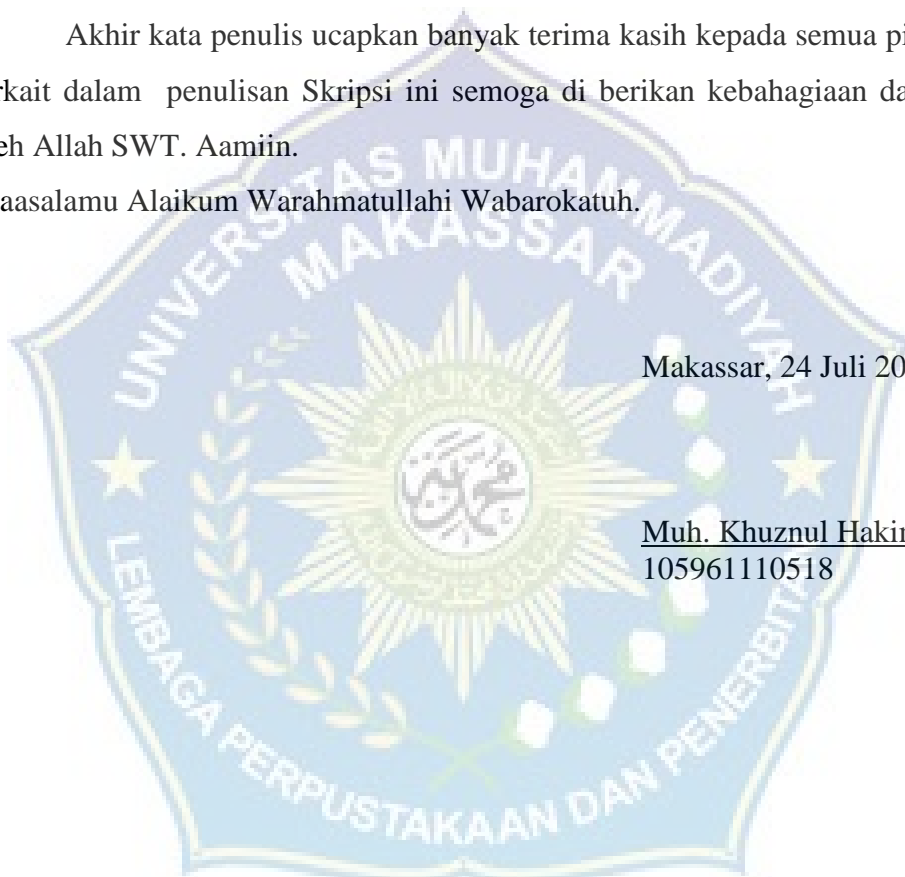 Akhir kata penulis ucapkan banyak terima kasih kepada semua pi
rkait dalam penulisan Skripsi ini semoga di berikan kebahagiaan da
eh Allah SWT. Aamiin.
aasalamu Alaikum Warahmatullahi Wabarokatuh.
UNIVERSITAS MUHAMMADIYAH
MAKASSAR
Makassar, 24 Juli 20
Muh. Khuznul Hakim
105961110518
LEMBAGA PERPUSTAKAAN DAN PENERBITAN